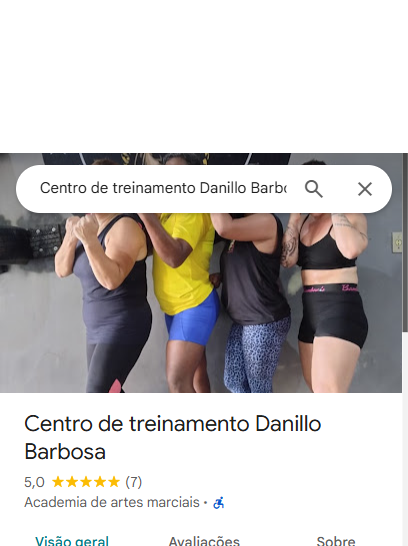 Centro de treinamento Danillo Barbo
Centro de treinamento Danillo
Barbosa
5,0 ★★★★★ (7)
Academia de artes marciais ·
Visão geral Avaliações Sobre